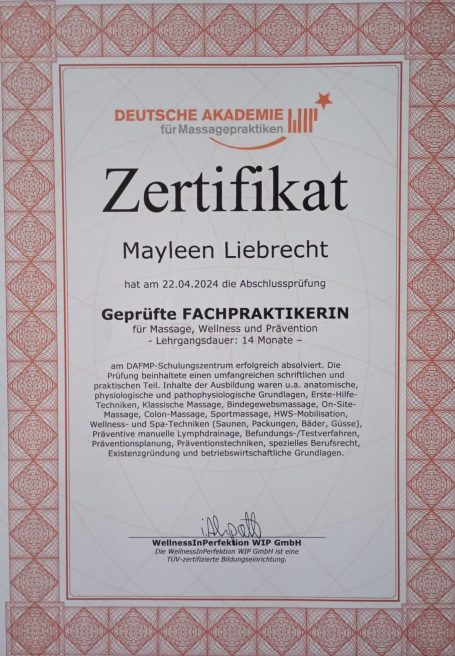 DEUTSCHE AKADEMIE
für Massagepraktiken
Zertifikat
Mayleen Liebrecht
hat am 22.04.2024 die Abschlussprüfung
Geprüfte FACHPRAKTIKERIN
für Massage, Wellness und Prävention
- Lehrgangsdauer: 14 Monate –
am DAFMP-Schulungszentrum erfolgreich absolviert. Die
Prüfung beinhaltete einen umfangreichen schriftlichen und
praktischen Teil. Inhalte der Ausbildung waren u.a. anatomische,
physiologische und pathophysiologische Grundlagen, Erste-Hilfe-
Techniken, Klassische Massage, Bindegewebsmassage, On-Site-
Massage, Colon-Massage, Sportmassage, HWS-Mobilisation,
Wellness- und Spa-Techniken (Saunen, Packungen, Bäder, Güsse),
Präventive manuelle Lymphdrainage, Befundungs-/Testverfahren,
Präventionsplanung, Präventionstechniken, spezielles Berufsrecht,
Existenzgründung und betriebswirtschaftliche Grundlagen.
WellnessInPerfektion WIP GmbH
Die WellnessInPerfektion WIP GmbH ist eine
TÜV-zertifizierte Bildungseinrichtung.